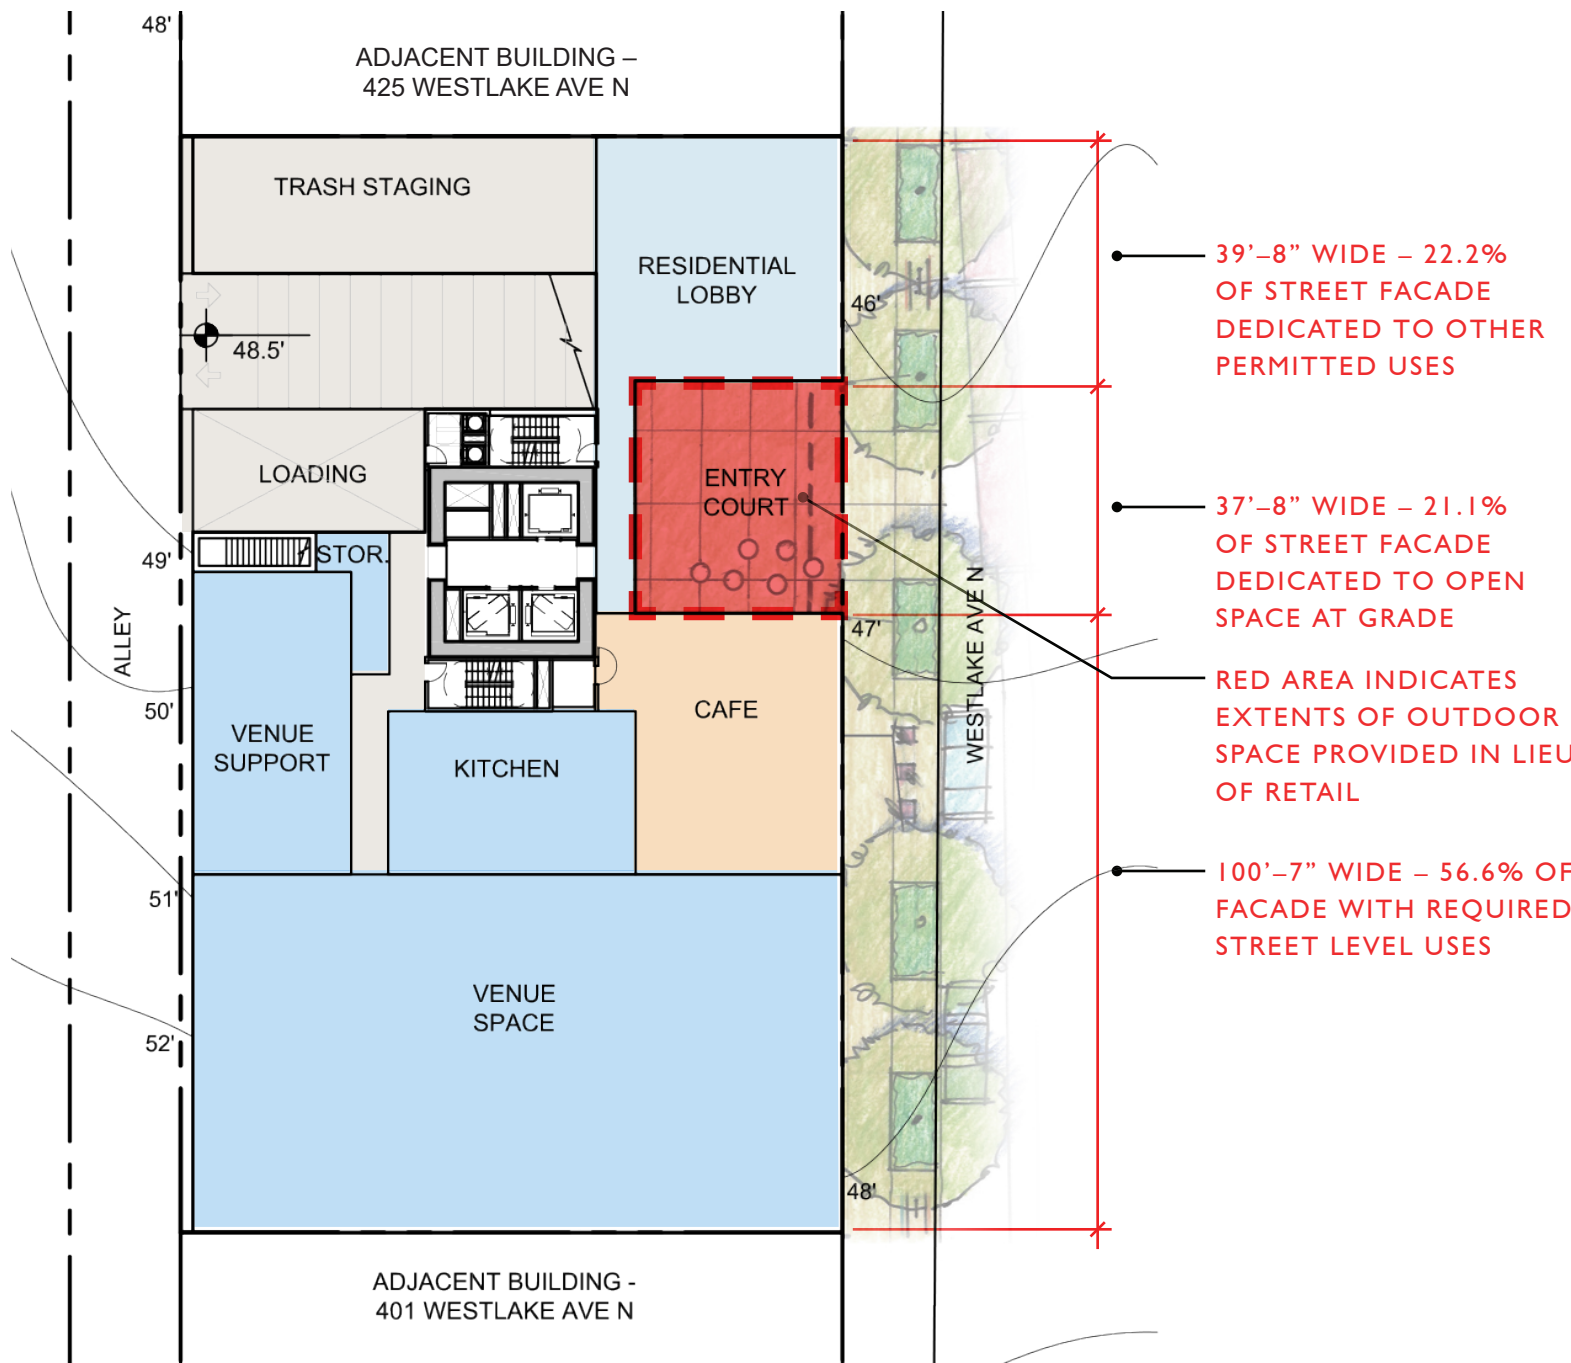 48'
ADJACENT BUILDING –
425 WESTLAKE AVE N
TRASH STAGING
RESIDENTIAL
LOBBY
46'
48.5'
LOADING
ENTRY
COURT
STOR.
49'
ALLEY
50'
47'
WESTLAKE AVE N
CAFE
VENUE
SUPPORT
KITCHEN
51'
VENUE
SPACE
52'
48'
ADJACENT BUILDING -
401 WESTLAKE AVE N
39’–8” WIDE – 22.2%
OF STREET FACADE
DEDICATED TO OTHER
PERMITTED USES
37’–8” WIDE – 21.1%
OF STREET FACADE
DEDICATED TO OPEN
SPACE AT GRADE
RED AREA INDICATES
EXTENTS OF OUTDOOR
SPACE PROVIDED IN LIEU
OF RETAIL
100’–7” WIDE – 56.6% OF
FACADE WITH REQUIRED
STREET LEVEL USES